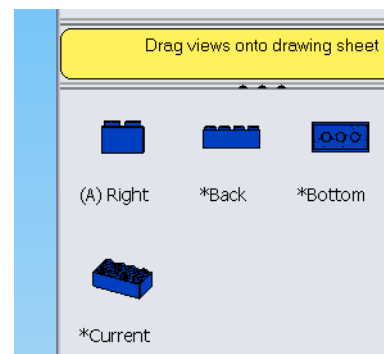 Drag views onto drawing sheet
(A) Right
*Back
*Bottom
*Current